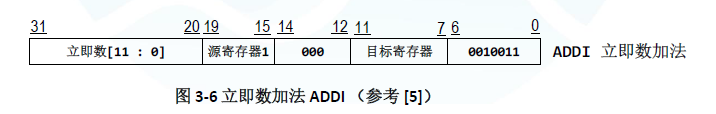 31 20 19 15 14 12 11 7 6 0
立即数[11 : 0] 源寄存器1 000 目标寄存器 0010011 ADDI 立即数加法
图 3-6 立即数加法 ADDI （参考 [5]）